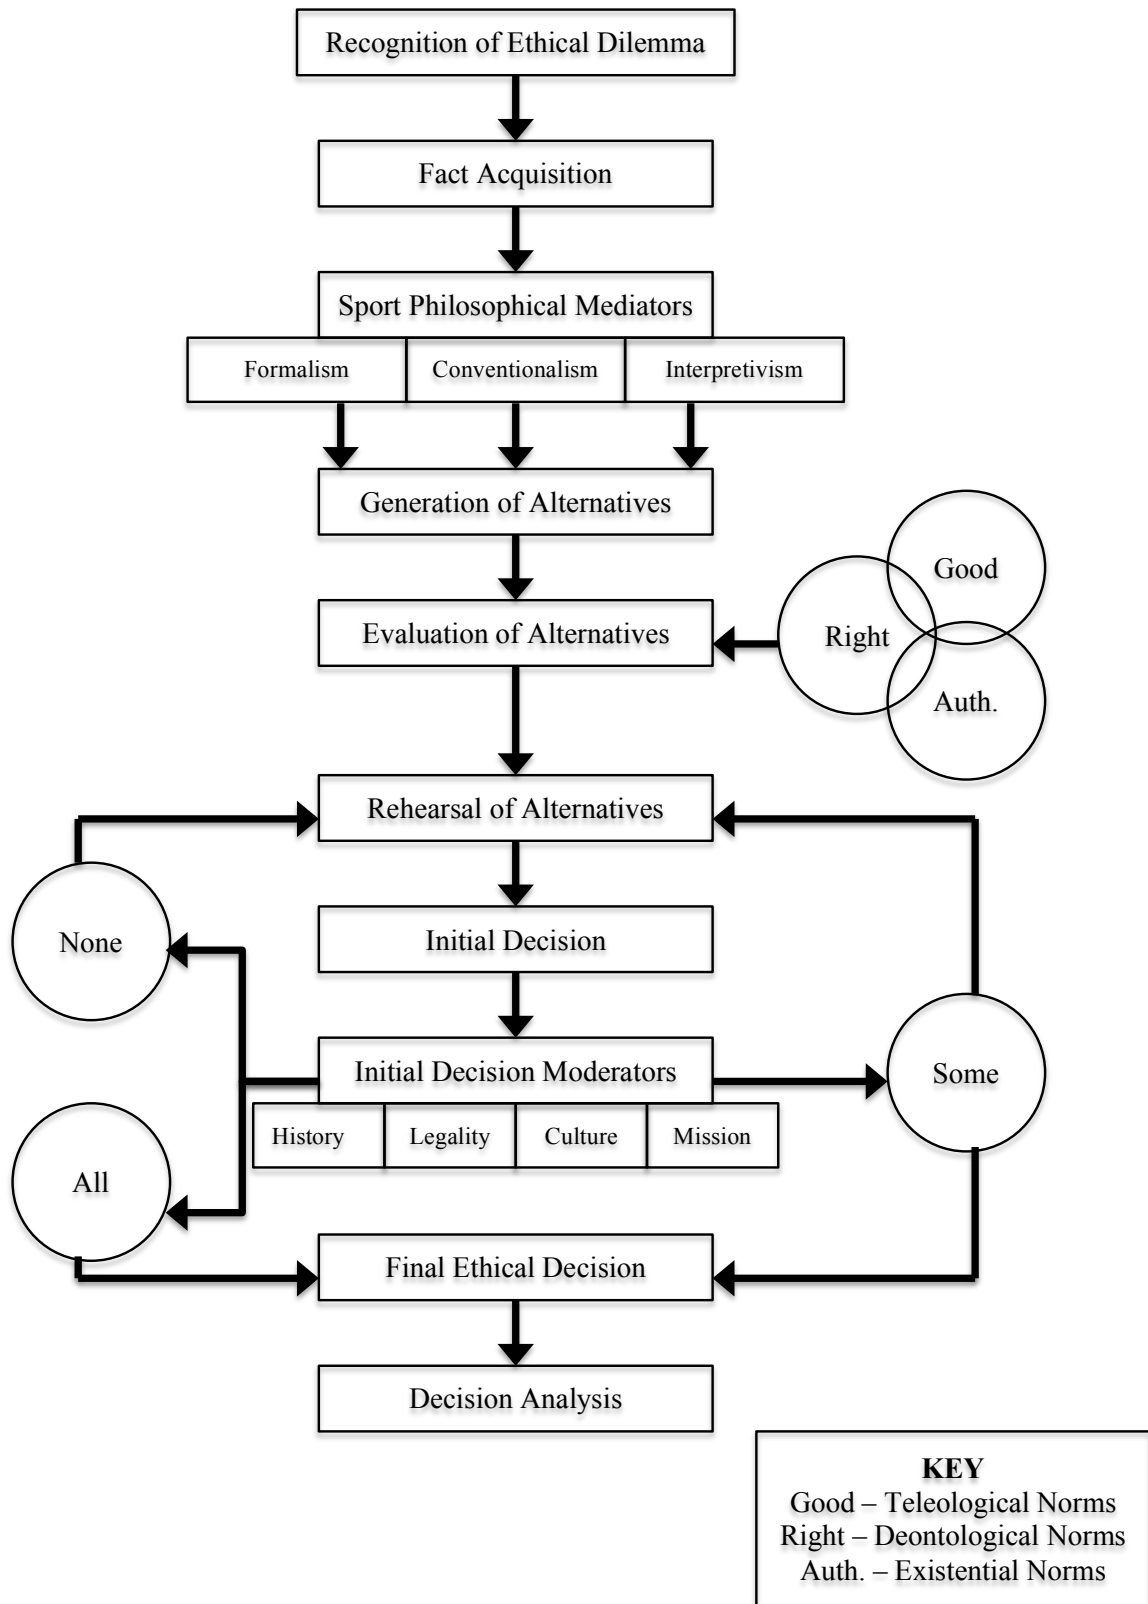 Recognition of Ethical Dilemma
Fact Acquisition
Sport Philosophical Mediators
Formalism
Conventionalism
Interpretivism
Generation of Alternatives
Good
Evaluation of Alternatives
Right
Auth.
Rehearsal of Alternatives
None
Initial Decision
Initial Decision Moderators
Some
History
Legality
Culture
Mission
All
Final Ethical Decision
Decision Analysis
KEY
Good – Teleological Norms
Right – Deontological Norms
Auth. – Existential Norms